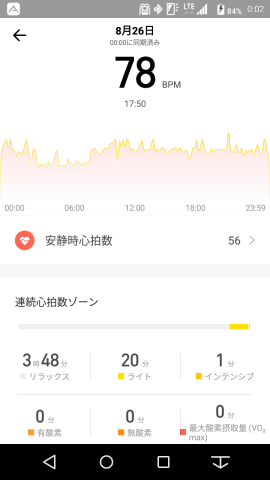 LTE 84% 0:02
8月26日
00:00に同期済み
78 BPM
17:50
00:00 06:00 12:00 18:00 23:59
安静時心拍数 56
連続心拍数ゾーン
3時48分 20分 1分
リラックス ライト インテンシブ
0分 0分 0分
有酸素 無酸素 最大酸素摂取量 (VO₂
max)